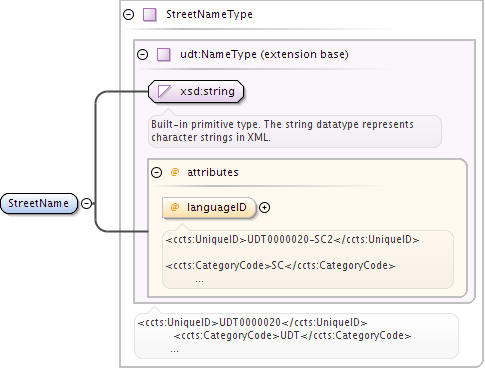 StreetNameType
udt:NameType (extension base)
xsd:string
Built-in primitive type. The string datatype represents
character strings in XML.
attributes
@ languageID
<ccts:UniqueID>UDT0000020-SC2</ccts:UniqueID>
<ccts:CategoryCode>SC</ccts:CategoryCode>
...
StreetName
<ccts:UniqueID>UDT0000020</ccts:UniqueID>
<ccts:CategoryCode>UDT</ccts:CategoryCode>
...